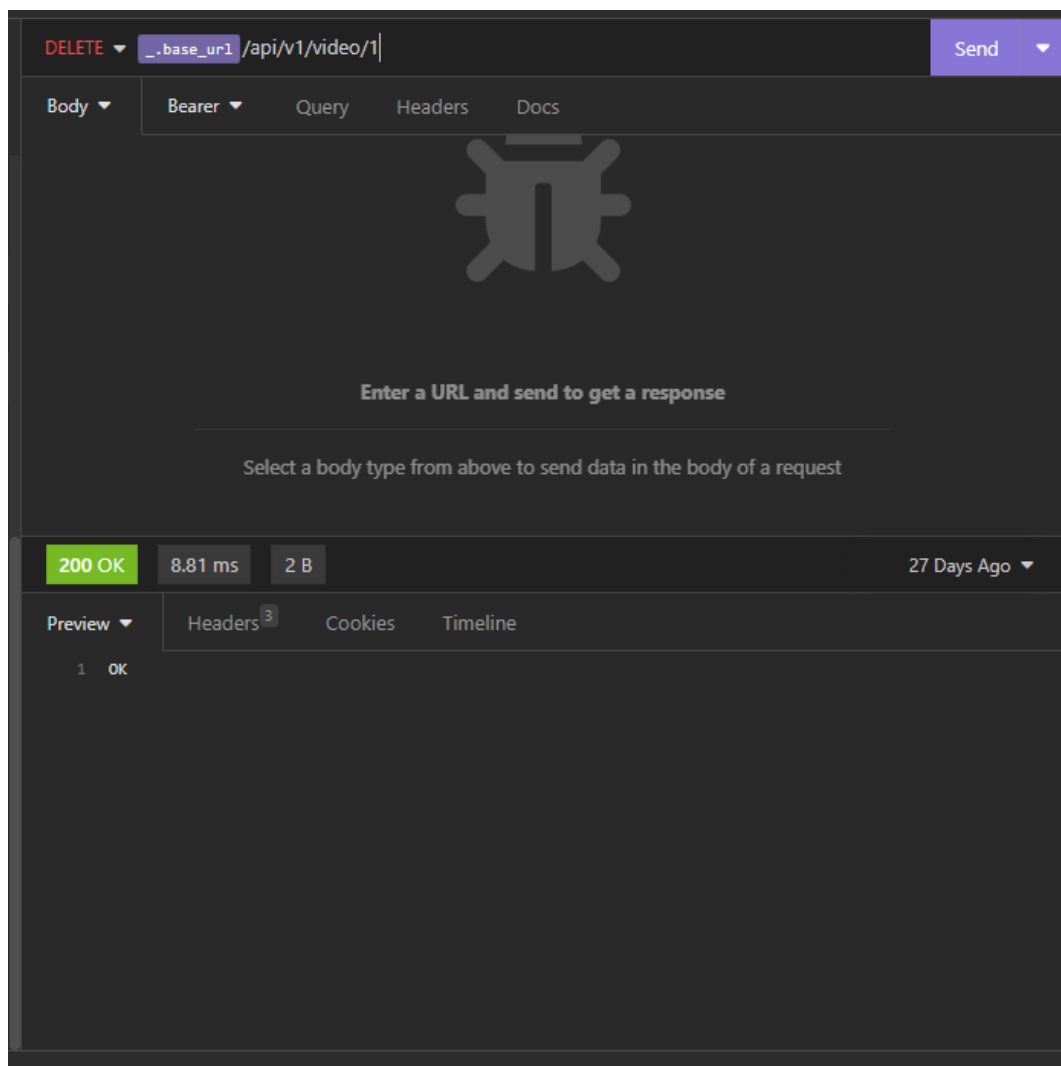 DELETE _.base_url /api/v1/video/1 Send
Body Bearer Query Headers Docs
Enter a URL and send to get a response
Select a body type from above to send data in the body of a request
200 OK 8.81 ms 2 B 27 Days Ago
Preview Headers 3 Cookies Timeline
1 OK